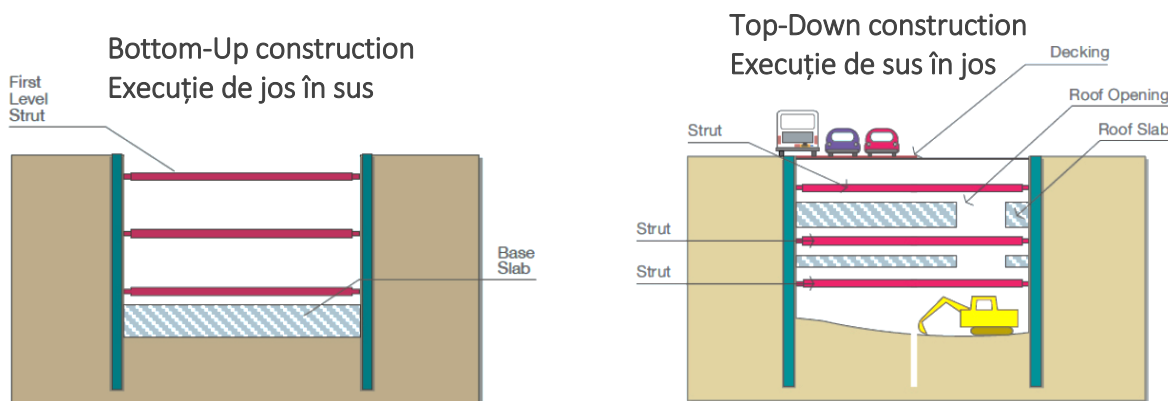 Bottom-Up construction
Execuție de jos în sus
First
Level
Strut
Base
Slab
Top-Down construction
Execuție de sus în jos
Decking
Roof Opening
Roof Slab
Strut
Strut
Strut